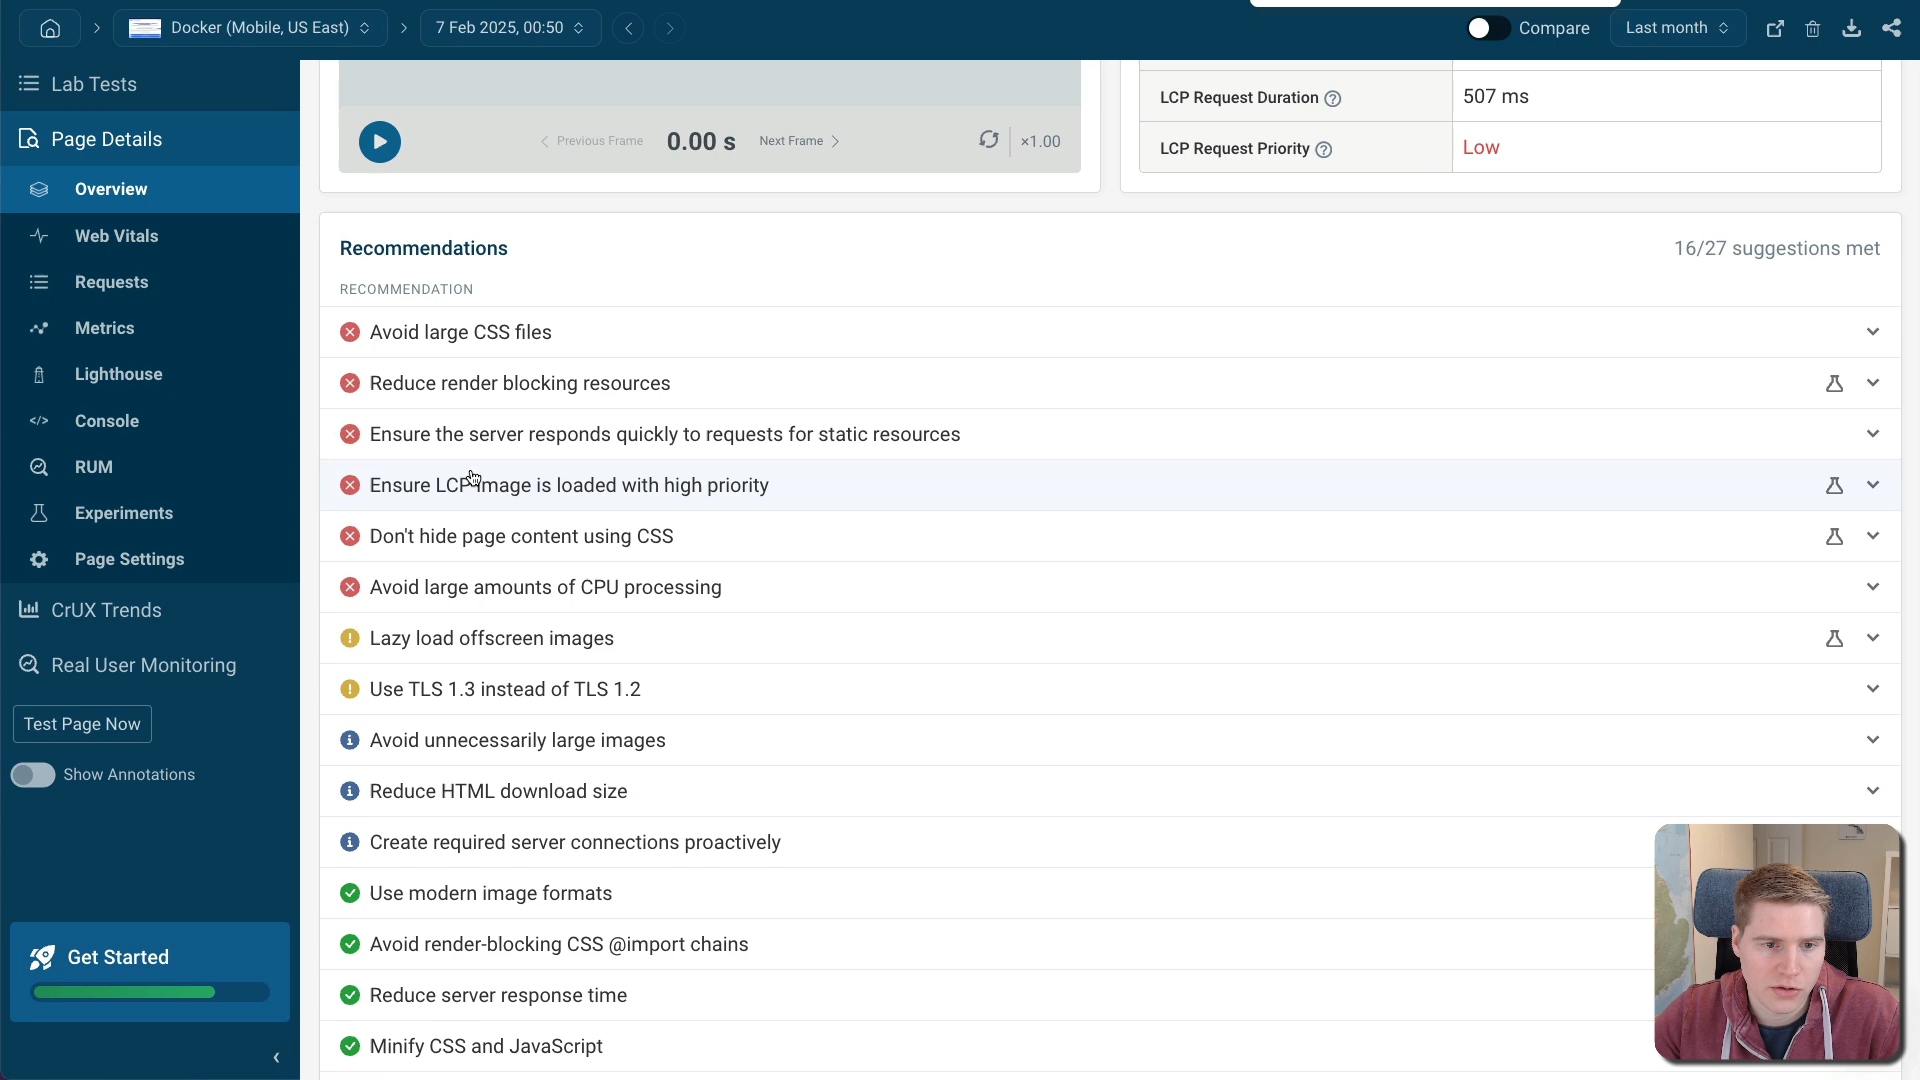 Docker (Mobile, US East)
7 Feb 2025, 00:50
Compare
Last month
Lab Tests
Page Details
Overview
Web Vitals
Requests
Metrics
Lighthouse
Console
RUM
Experiments
Page Settings
CrUX Trends
Real User Monitoring
Test Page Now
Show Annotations
Get Started
Previous Frame
0.00 s
Next Frame
×1.00
LCP Request Duration
507 ms
LCP Request Priority
Low
Recommendations
16/27 suggestions met
RECOMMENDATION
Avoid large CSS files
Reduce render blocking resources
Ensure the server responds quickly to requests for static resources
Ensure LCP image is loaded with high priority
Don't hide page content using CSS
Avoid large amounts of CPU processing
Lazy load offscreen images
Use TLS 1.3 instead of TLS 1.2
Avoid unnecessarily large images
Reduce HTML download size
Create required server connections proactively
Use modern image formats
Avoid render-blocking CSS @import chains
Reduce server response time
Minify CSS and JavaScript